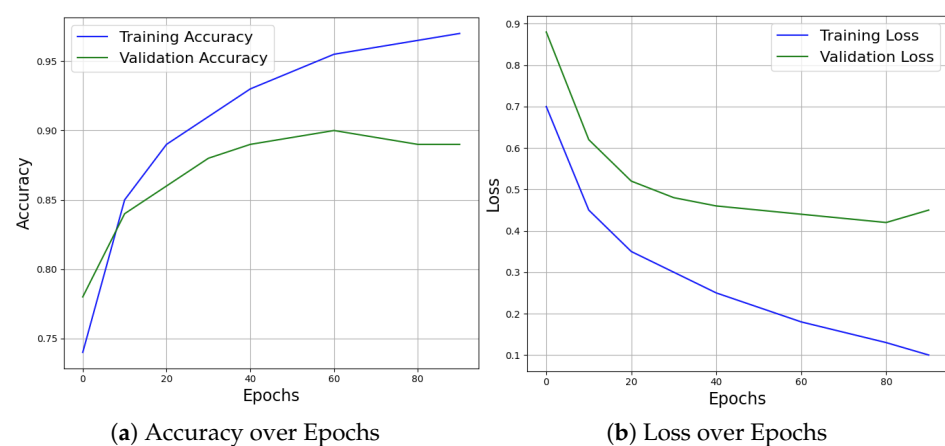 Training Accuracy
Validation Accuracy
0.95
0.90
0.85
0.80
0.75
Accuracy
0 20 40 60 80
Epochs
(a) Accuracy over Epochs
Training Loss
Validation Loss
0.9
0.8
0.7
0.6
0.5
0.4
0.3
0.2
0.1
Loss
0 20 40 60 80
Epochs
(b) Loss over Epochs